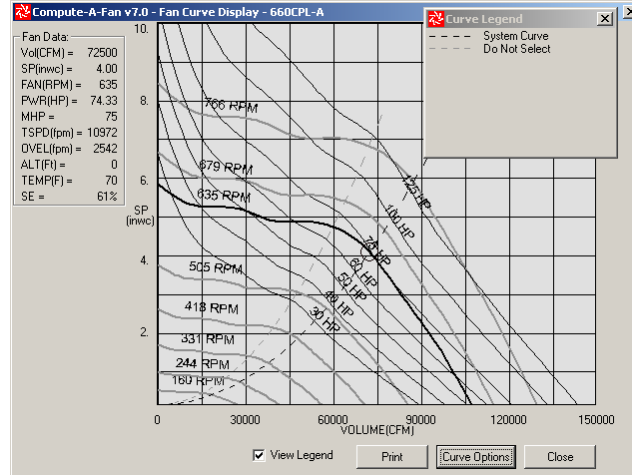 Compute-A-Fan v7.0 - Fan Curve Display - 660CPL-A
Curve Legend
System Curve
Do Not Select
Fan Data:
Vol(CFM) = 72500
SP(inwc) = 4.00
FAN(RPM) = 635
PWR(HP) = 74.33
MHP = 75
TSPD(fpm) = 10972
OVEL(fpm) = 2542
ALT(Ft) = 0
TEMP(F) = 70
SE = 61%
10.
8.
6.
SP
(inwc)
4.
2.
766 RPM
679 RPM
635 RPM
505 RPM
418 RPM
331 RPM
244 RPM
160 RPM
125 HP
100 HP
75 HP
60 HP
50 HP
40 HP
30 HP
0 30000 60000 90000 120000 150000
VOLUME(CFM)
View Legend Print Curve Options Close